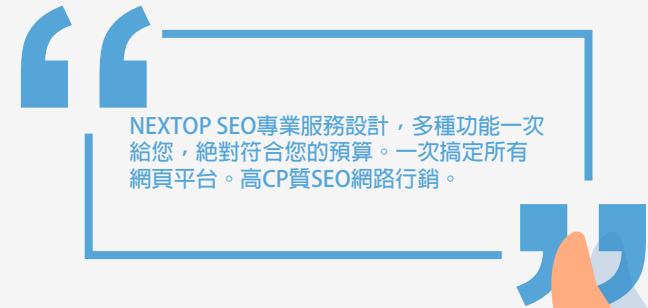 NEXTOP SEO專業服務設計，多種功能一次
給您，絕對符合您的預算。一次搞定所有
網頁平台。高CP質SEO網路行銷。